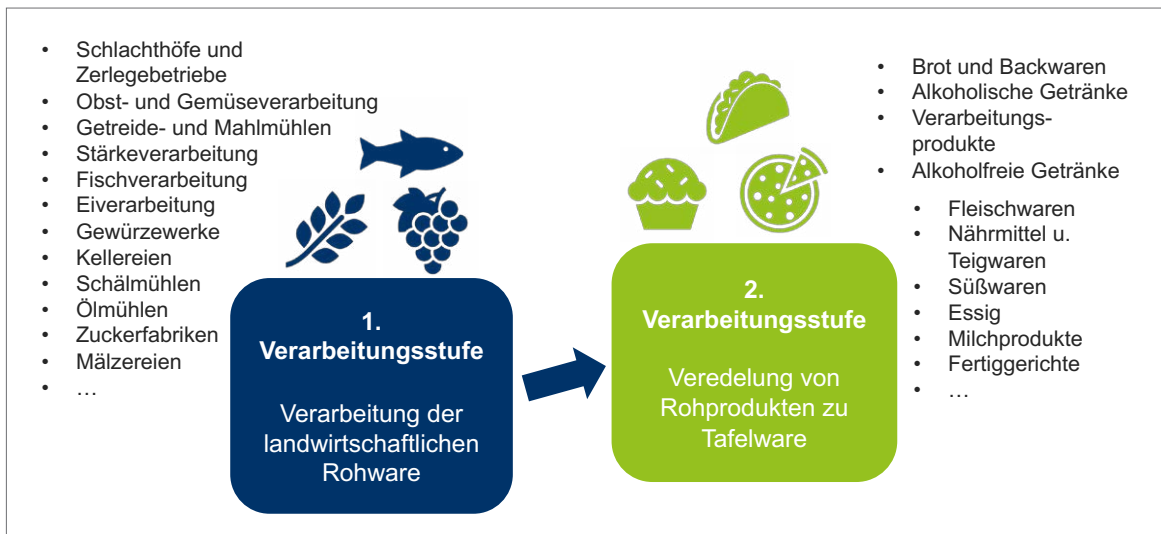 • Schlachthöfe und
Zerlegebetriebe
• Obst- und Gemüseverarbeitung
• Getreide- und Mahlmühlen
• Stärkeverarbeitung
• Fischverarbeitung
• Eiverarbeitung
• Gewürzewerke
• Kellereien
• Schälmühlen
• Ölmühlen
• Zuckerfabriken
• Mälzereien
• …
1.
Verarbeitungsstufe
Verarbeitung der
landwirtschaftlichen
Rohware
2.
Verarbeitungsstufe
Veredelung von
Rohprodukten zu
Tafelware
• Brot und Backwaren
• Alkoholische Getränke
• Verarbeitungs-
produkte
• Alkoholfreie Getränke
• Fleischwaren
• Nährmittel u.
Teigwaren
• Süßwaren
• Essig
• Milchprodukte
• Fertiggerichte
• …